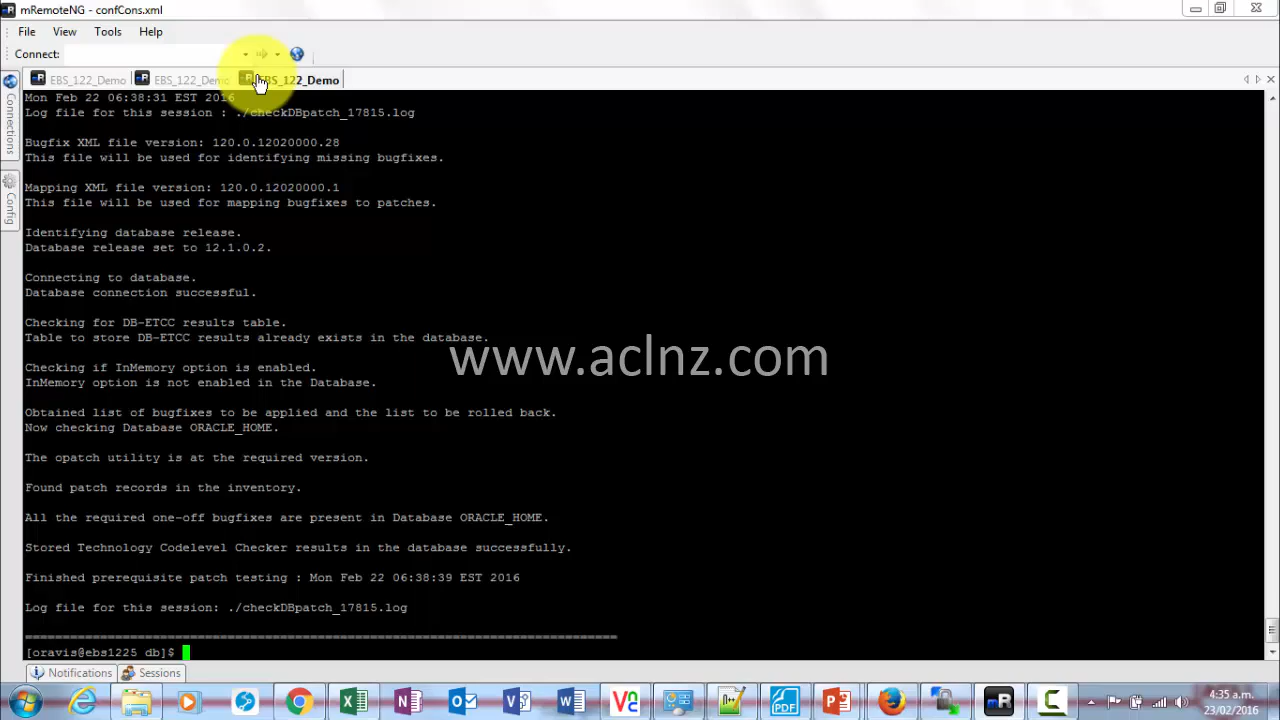 mRemoteNG - confCons.xml
File View Tools Help
Connect:
EBS_122_Demo EBS_122_Demo EBS_122_Demo
Connections
Config
Mon Feb 22 06:38:31 EST 2016
Log file for this session : ./checkDBpatch_17815.log
Bugfix XML file version: 120.0.12020000.28
This file will be used for identifying missing bugfixes.
Mapping XML file version: 120.0.12020000.1
This file will be used for mapping bugfixes to patches.
Identifying database release.
Database release set to 12.1.0.2.
Connecting to database.
Database connection successful.
Checking for DB-ETCC results table.
Table to store DB-ETCC results already exists in the database.
www.aclnz.com
Checking if InMemory option is enabled.
InMemory option is not enabled in the Database.
Obtained list of bugfixes to be applied and the list to be rolled back.
Now checking Database ORACLE_HOME.
The opatch utility is at the required version.
Found patch records in the inventory.
All the required one-off bugfixes are present in Database ORACLE_HOME.
Stored Technology Codelevel Checker results in the database successfully.
Finished prerequisite patch testing : Mon Feb 22 06:38:39 EST 2016
Log file for this session: ./checkDBpatch_17815.log
==================================================================================
[oravis@ebs1225 db]$
Notifications Sessions
4:35 a.m.
23/02/2016